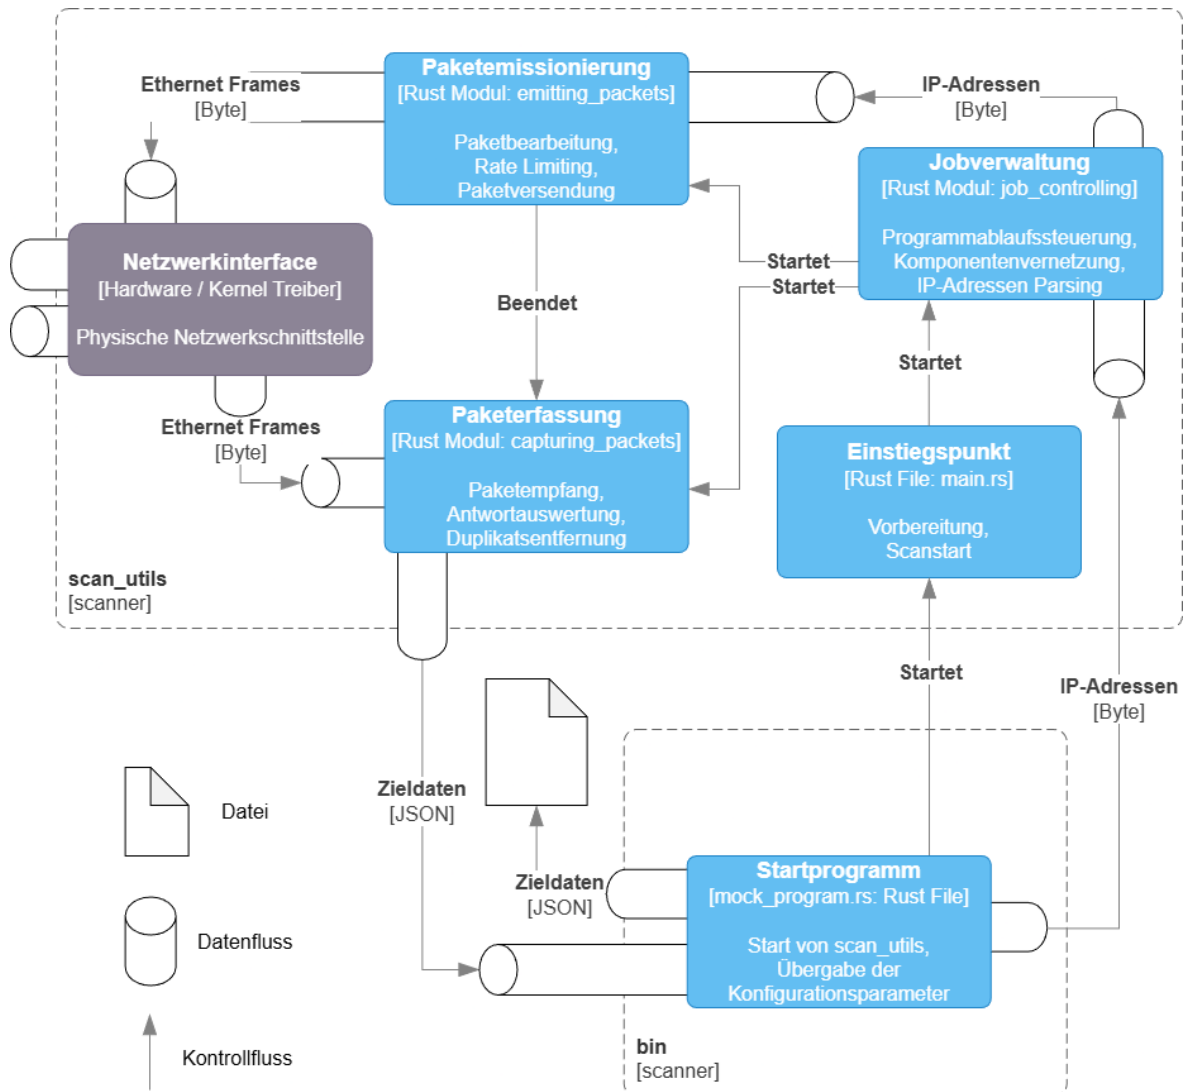 Paketemissionierung
[Rust Modul: emitting_packets]
Paketbearbeitung,
Rate Limiting,
Paketversendung
Ethernet Frames
[Byte]
IP-Adressen
[Byte]
Jobverwaltung
[Rust Modul: job_controlling]
Programmablaufssteuerung,
Komponentenvernetzung,
IP-Adressen Parsing
Netzwerkinterface
[Hardware / Kernel Treiber]
Physische Netzwerkschnittstelle
Startet
Startet
Beendet
Startet
Ethernet Frames
[Byte]
Paketerfassung
[Rust Modul: capturing_packets]
Paketempfang,
Antwortauswertung,
Duplikatsentfernung
Einstiegspunkt
[Rust File: main.rs]
Vorbereitung,
Scanstart
scan_utils
[scanner]
Startet
IP-Adressen
[Byte]
Zieldaten
[JSON]
Zieldaten
[JSON]
Startprogramm
[mock_program.rs: Rust File]
Start von scan_utils,
Übergabe der
Konfigurationsparameter
bin
[scanner]
Datei
Datenfluss
Kontrollfluss